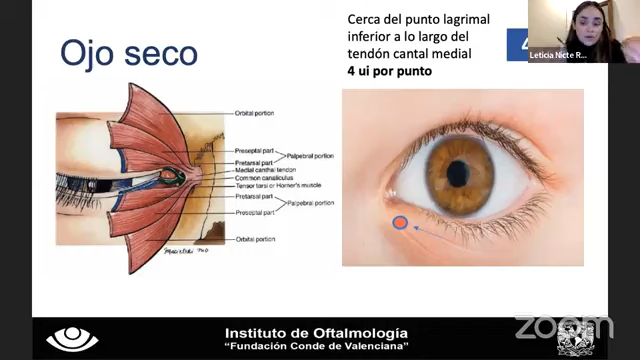 Ojo seco
Cerca del punto lagrimal
inferior a lo largo del
tendón cantal medial
4 ui por punto
4
Leticia Nicte R...
Orbital portion
Preseptal part
Palpebral portion
Pretarsal part
Medial canthal tendon
Common canaliculus
Tensor tarsi or Horner's muscle
Pretarsal part
Palpebral portion
Preseptal part
Orbital portion
Instituto de Oftalmología
"Fundación Conde de Valenciana"
zoom